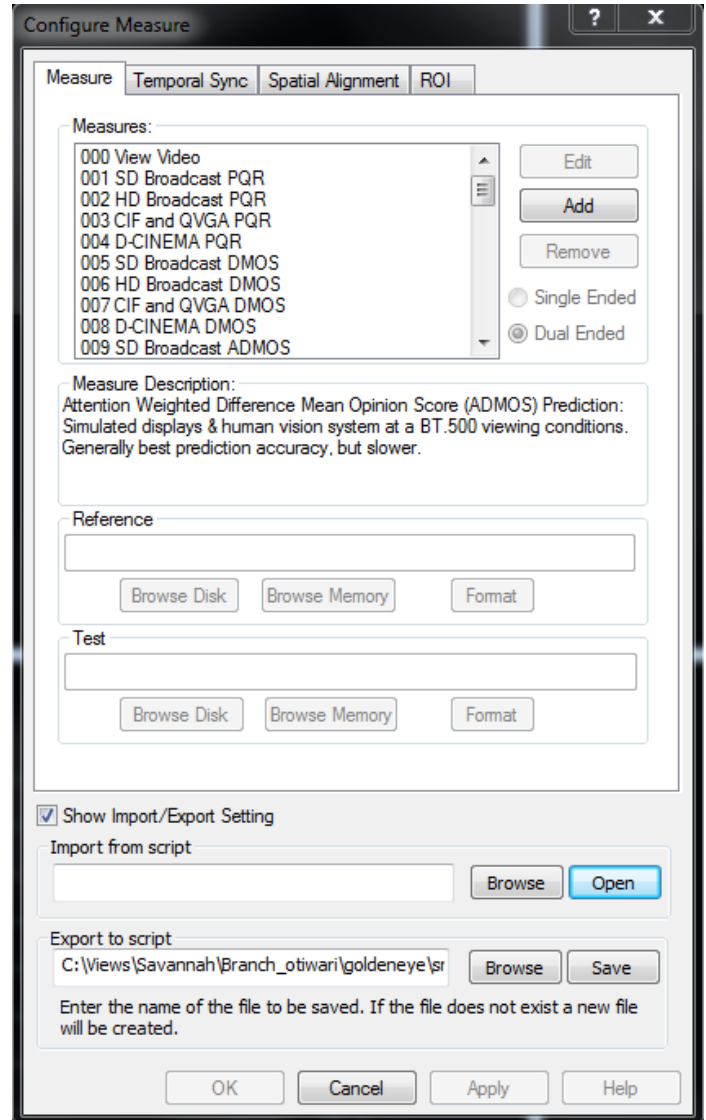 Configure Measure
?
x
Measure Temporal Sync Spatial Alignment ROI
Measures:
000 View Video
001 SD Broadcast PQR
002 HD Broadcast PQR
003 CIF and QVGA PQR
004 D-CINEMA PQR
005 SD Broadcast DMOS
006 HD Broadcast DMOS
007 CIF and QVGA DMOS
008 D-CINEMA DMOS
009 SD Broadcast ADMOS
Edit
Add
Remove
Single Ended
Dual Ended
Measure Description:
Attention Weighted Difference Mean Opinion Score (ADMOS) Prediction:
Simulated displays & human vision system at a BT.500 viewing conditions.
Generally best prediction accuracy, but slower.
Reference
Browse Disk Browse Memory Format
Test
Browse Disk Browse Memory Format
Show Import/Export Setting
Import from script
Browse Open
Export to script
C:\Views\Savannah\Branch_otiwari\goldeneye\sr
Browse Save
Enter the name of the file to be saved. If the file does not exist a new file
will be created.
OK Cancel Apply Help